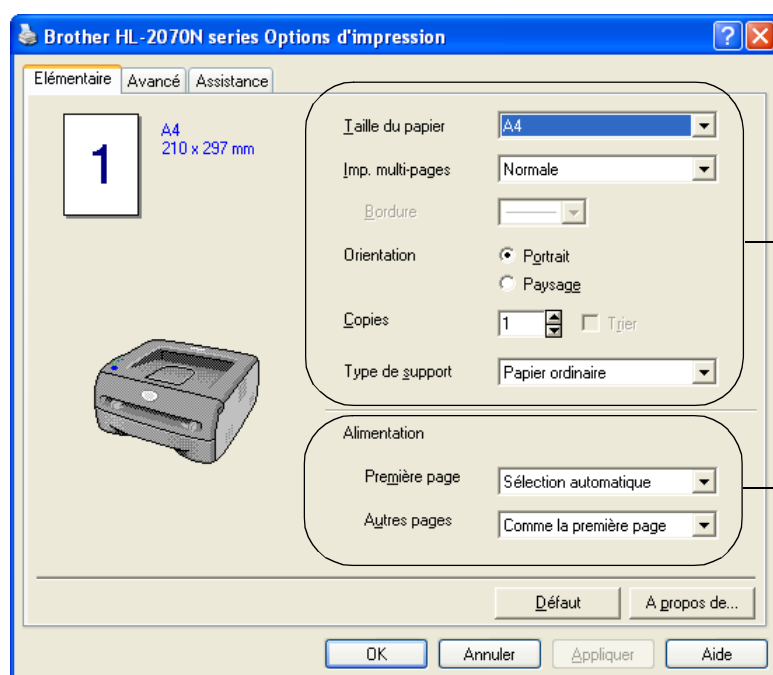 Brother HL-2070N series Options d'impression
Elémentaire Avancé Assistance
1
A4
210 x 297 mm
Taille du papier A4
Imp. multi-pages Normale
Bordure
Orientation Portrait
Paysage
Copies 1 Trier
Type de support Papier ordinaire
Alimentation
Première page Sélection automatique
Autres pages Comme la première page
Défaut A propos de...
OK Annuler Appliquer Aide